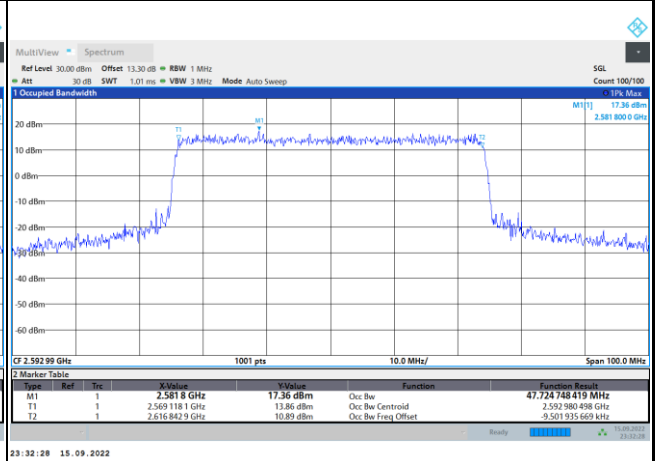 MultiView Spectrum
Ref Level 30.00 dBm Offset 13.30 dB RBW 1 MHz SGL
Att 30 dB SWT 1.01 ms VBW 3 MHz Mode Auto Sweep Count 100/100
1 Occupied Bandwidth 1Pk Max
M1[1] 17.36 dBm
2.581 800 0 GHz
M1
T1
T2
20 dBm
10 dBm
0 dBm
-10 dBm
-20 dBm
-30 dBm
-40 dBm
-50 dBm
-60 dBm
CF 2.592 99 GHz 1001 pts 10.0 MHz/ Span 100.0 MHz
2 Marker Table
Type Ref Trc X-Value Y-Value Function Function Result
M1 1 2.581 8 GHz 17.36 dBm Occ Bw 47.724 748 419 MHz
T1 1 2.569 118 1 GHz 13.86 dBm Occ Bw Centroid 2.592 980 498 GHz
T2 1 2.616 842 9 GHz 10.89 dBm Occ Bw Freq Offset -9.501 935 669 kHz
Ready 15.09.2022
23:32:28
23:32:28 15.09.2022